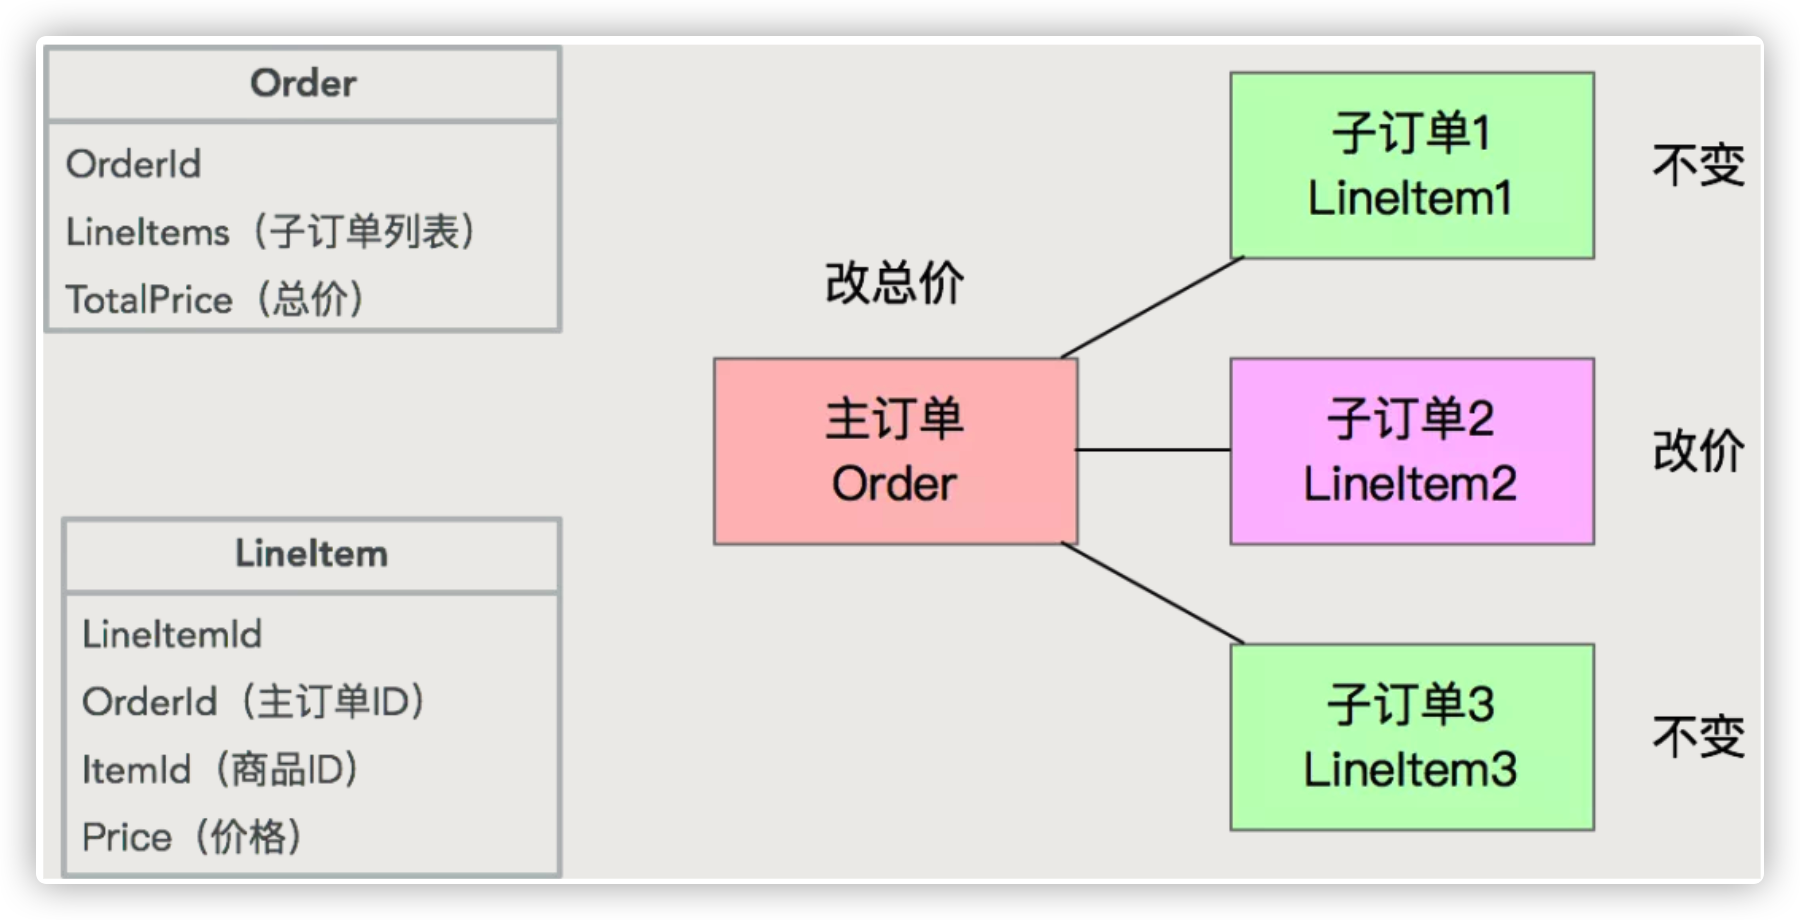 Order
OrderId
LineItems（子订单列表）
TotalPrice（总价）
LineItem
LineItemId
OrderId（主订单ID）
ItemId（商品ID）
Price（价格）
改总价
主订单
Order
子订单1
LineItem1
不变
子订单2
LineItem2
改价
子订单3
LineItem3
不变